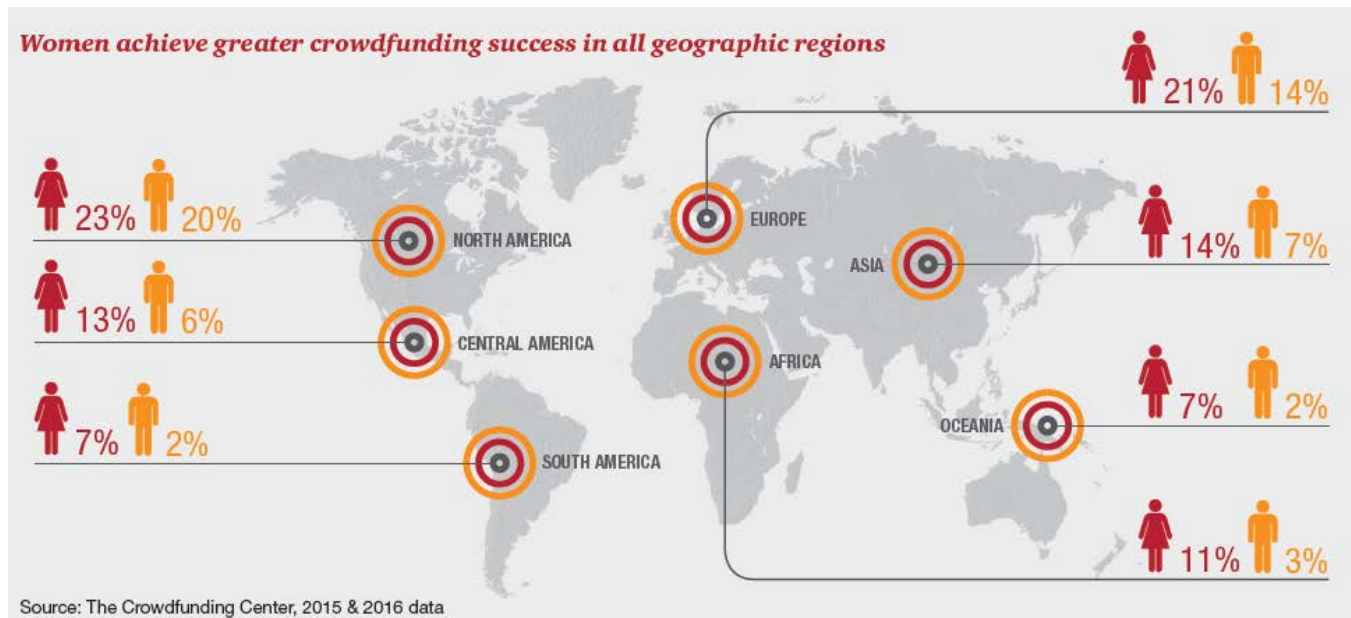 Women achieve greater crowdfunding success in all geographic regions
21% 14%
23% 20%
NORTH AMERICA
EUROPE
14% 7%
ASIA
13% 6%
CENTRAL AMERICA
AFRICA
7% 2%
OCEANIA
7% 2%
SOUTH AMERICA
11% 3%
Source: The Crowdfunding Center, 2015 & 2016 data